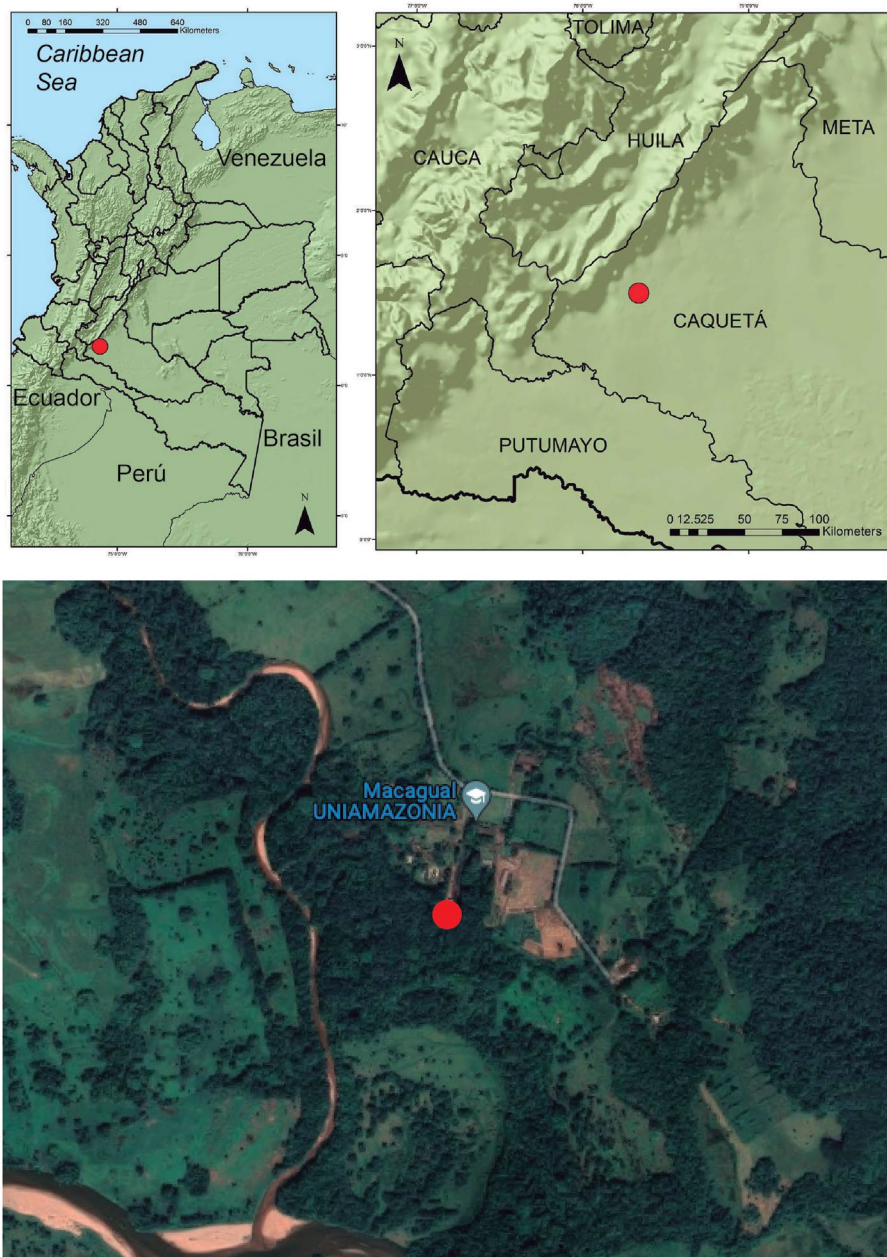 0 80 160 320 480 640
Kilometers
Caribbean
Sea
Venezuela
Ecuador
Perú
Brasil
N
N
TOLIMA
META
HUILA
CAUCA
CAQUETÁ
PUTUMAYO
0 12.525 50 75 100
Kilometers
Macagual
UNIAMAZONIA